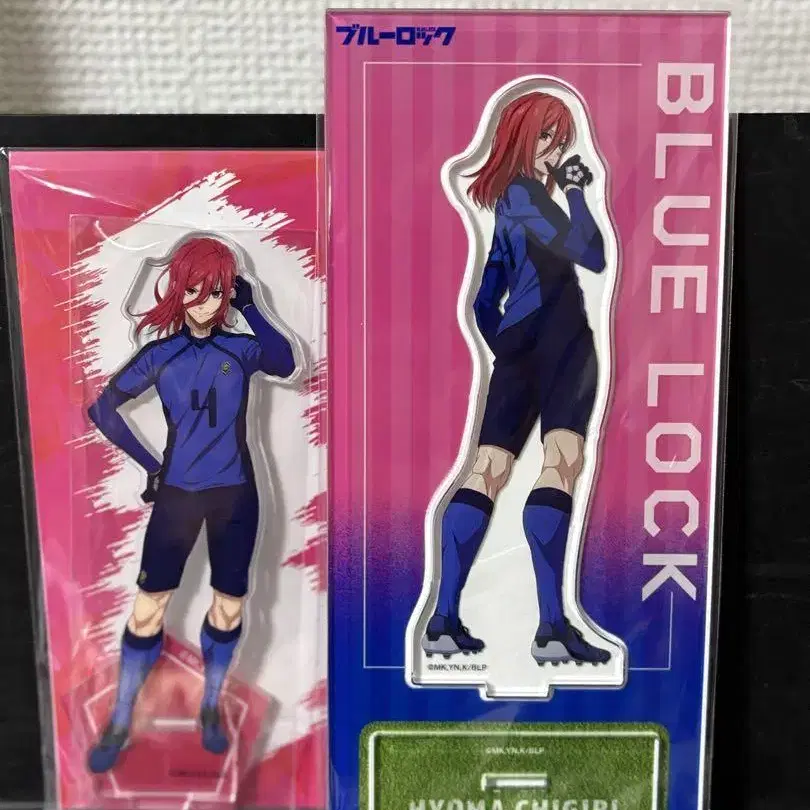 ブルーロック
BLUE LOCK
4
©MK,YN,K/BLP
©MK,YN,K/BLP
HYOMA CHIGIRI